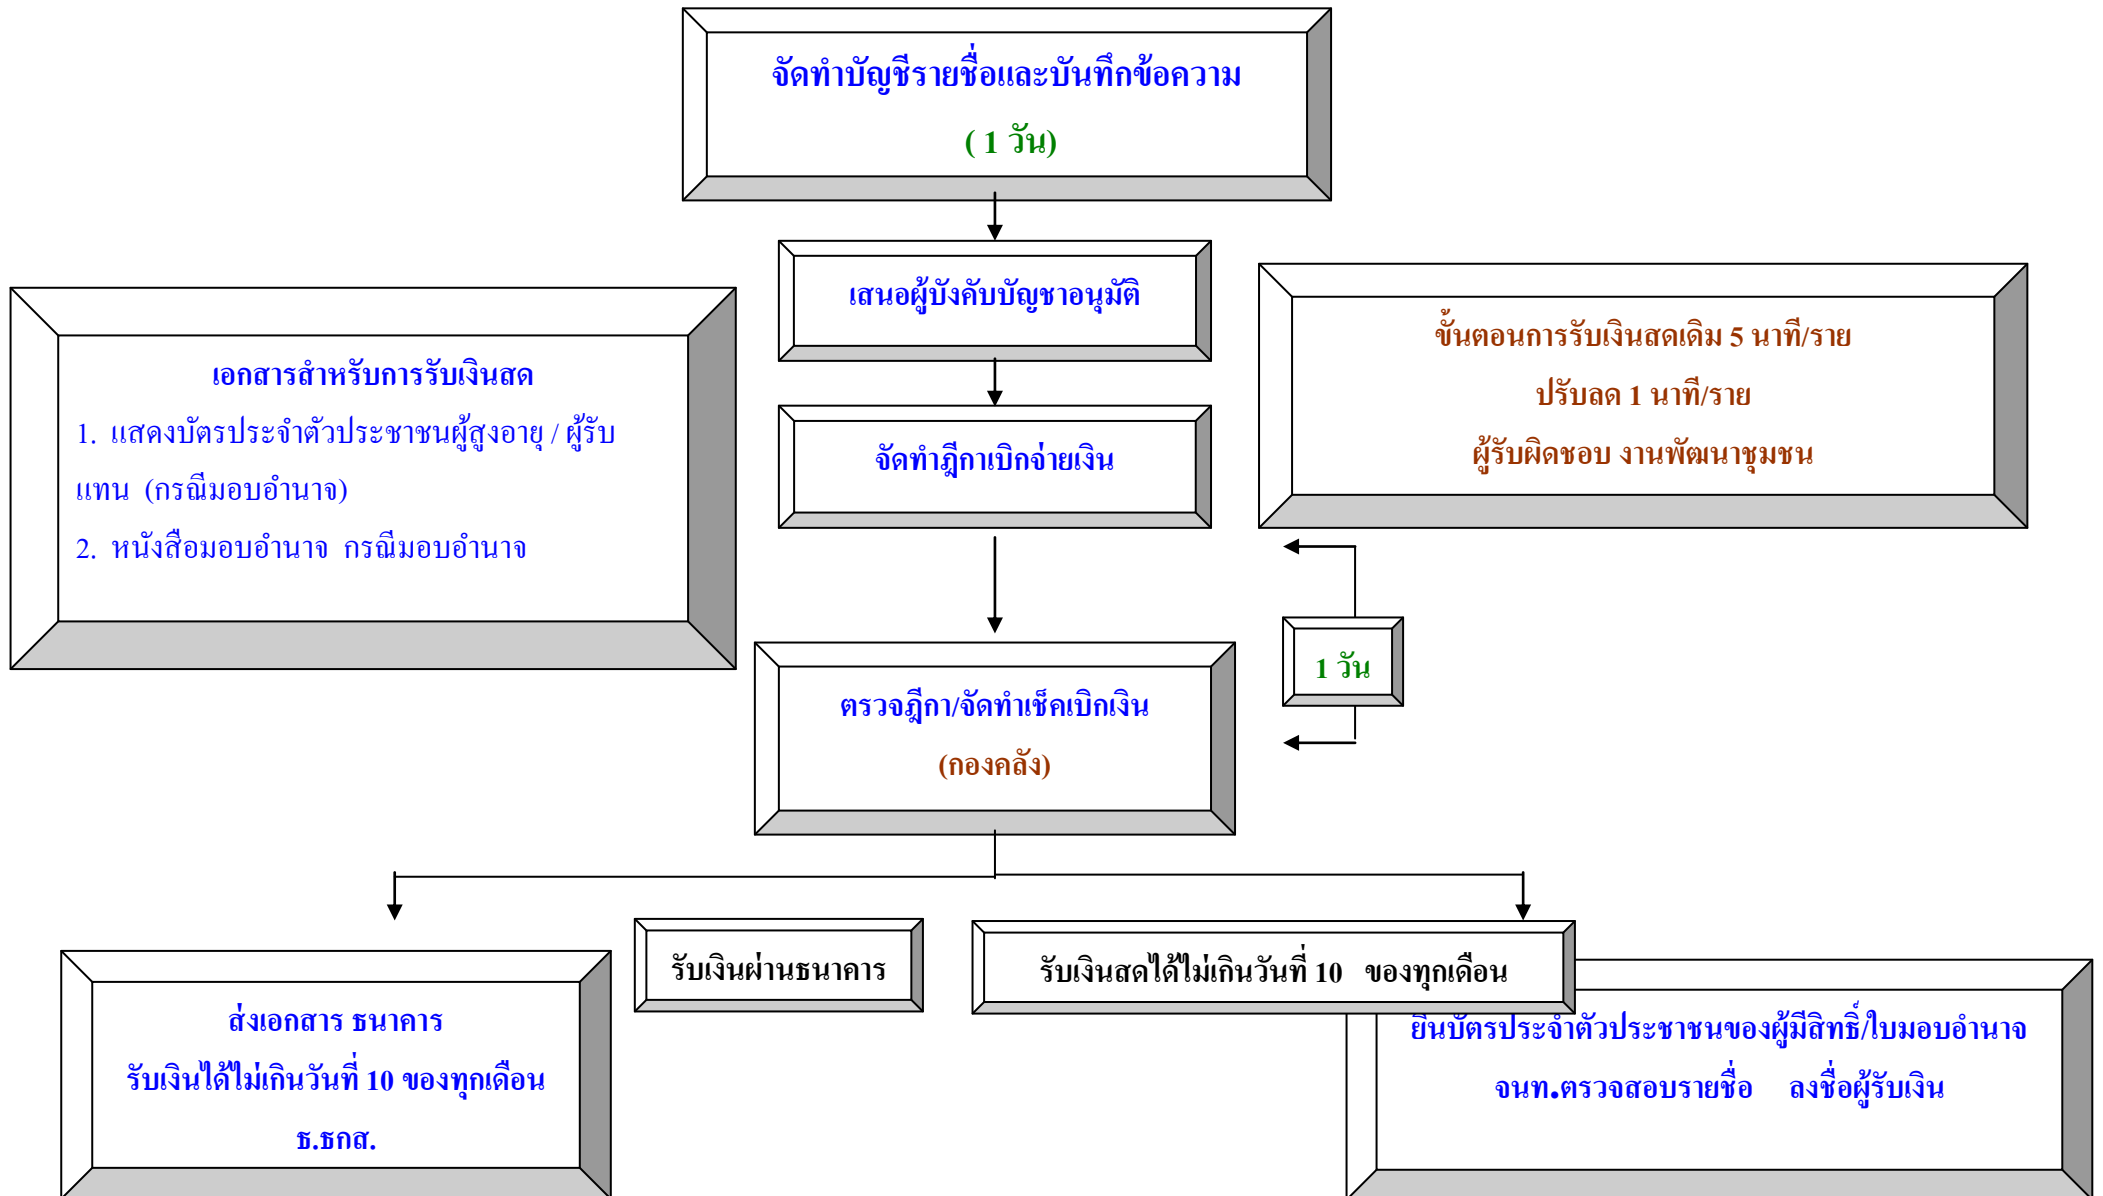 จัดทำบัญชีรายชื่อและบันทึกข้อความ
( 1 วัน)
เสนอผู้บังคับบัญชาอนุมัติ
ขั้นตอนการรับเงินสดเดิม 5 นาที/ราย
ปรับลด 1 นาที/ราย
ผู้รับผิดชอบ งานพัฒนาชุมชน
เอกสารสำหรับการรับเงินสด
1. แสดงบัตรประจำตัวประชาชนผู้สูงอายุ / ผู้รับ
แทน (กรณีมอบอำนาจ)
2. หนังสือมอบอำนาจ กรณีมอบอำนาจ
จัดทำฎีกาเบิกจ่ายเงิน
1 วัน
ตรวจฎีกา/จัดทำเช็คเบิกเงิน
(กองคลัง)
รับเงินผ่านธนาคาร
รับเงินสดได้ไม่เกินวันที่ 10 ของทุกเดือน
ส่งเอกสาร ธนาคาร
รับเงินได้ไม่เกินวันที่ 10 ของทุกเดือน
ธ.ธกส.
ยื่นบัตรประจำตัวประชาชนของผู้มีสิทธิ์/ใบมอบอำนาจ
จนท.ตรวจสอบรายชื่อ ลงชื่อผู้รับเงิน